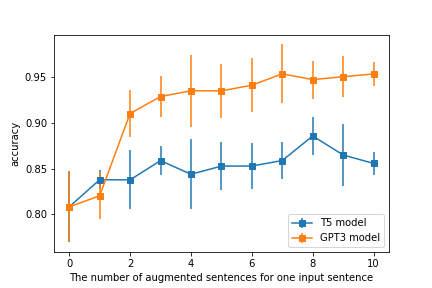 accuracy
0.95
0.90
0.85
0.80
0 2 4 6 8 10
The number of augmented sentences for one input sentence
T5 model
GPT3 model